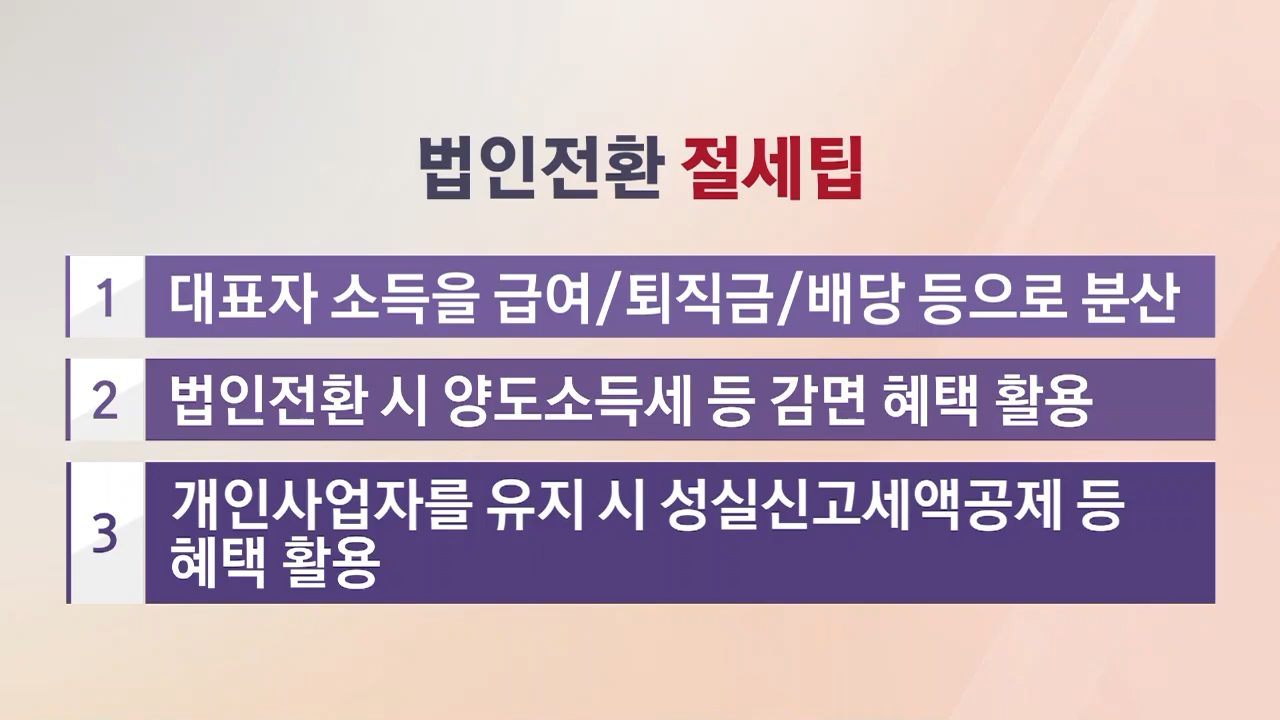 법인전환 절세팁
1 대표자 소득을 급여/퇴직금/배당 등으로 분산
2 법인전환 시 양도소득세 등 감면 혜택 활용
3 개인사업자를 유지 시 성실신고세액공제 등
혜택 활용